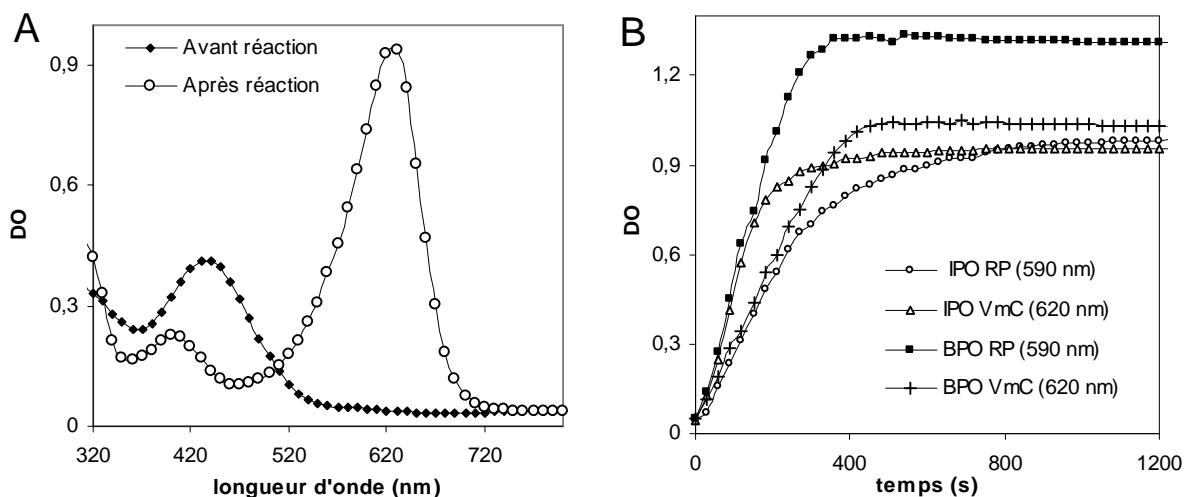 A
Avant réaction
Après réaction
0,9
0,6
0,3
0
DO
320 420 520 620 720
longueur d'onde (nm)
B
1,2
0,9
0,6
0,3
0
DO
IPO RP (590 nm)
IPO VmC (620 nm)
BPO RP (590 nm)
BPO VmC (620 nm)
0 400 800 1200
temps (s)